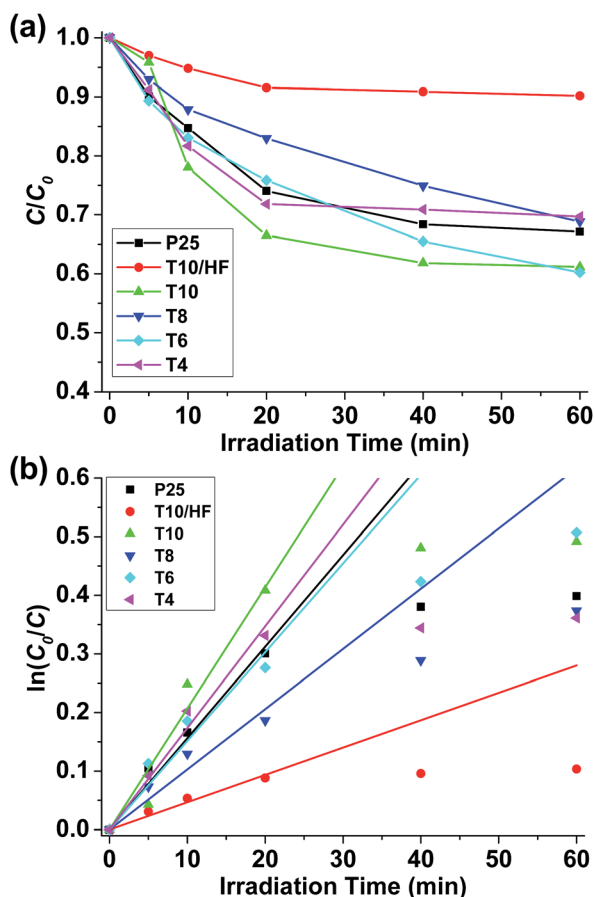 (a)
1.0
0.9
0.8
0.7
0.6
0.5
0.4
C/C0
P25
T10/HF
T10
T8
T6
T4
0 10 20 30 40 50 60
Irradiation Time (min)
(b)
0.6
0.5
0.4
0.3
0.2
0.1
0.0
ln(C0/C)
P25
T10/HF
T10
T8
T6
T4
0 10 20 30 40 50 60
Irradiation Time (min)